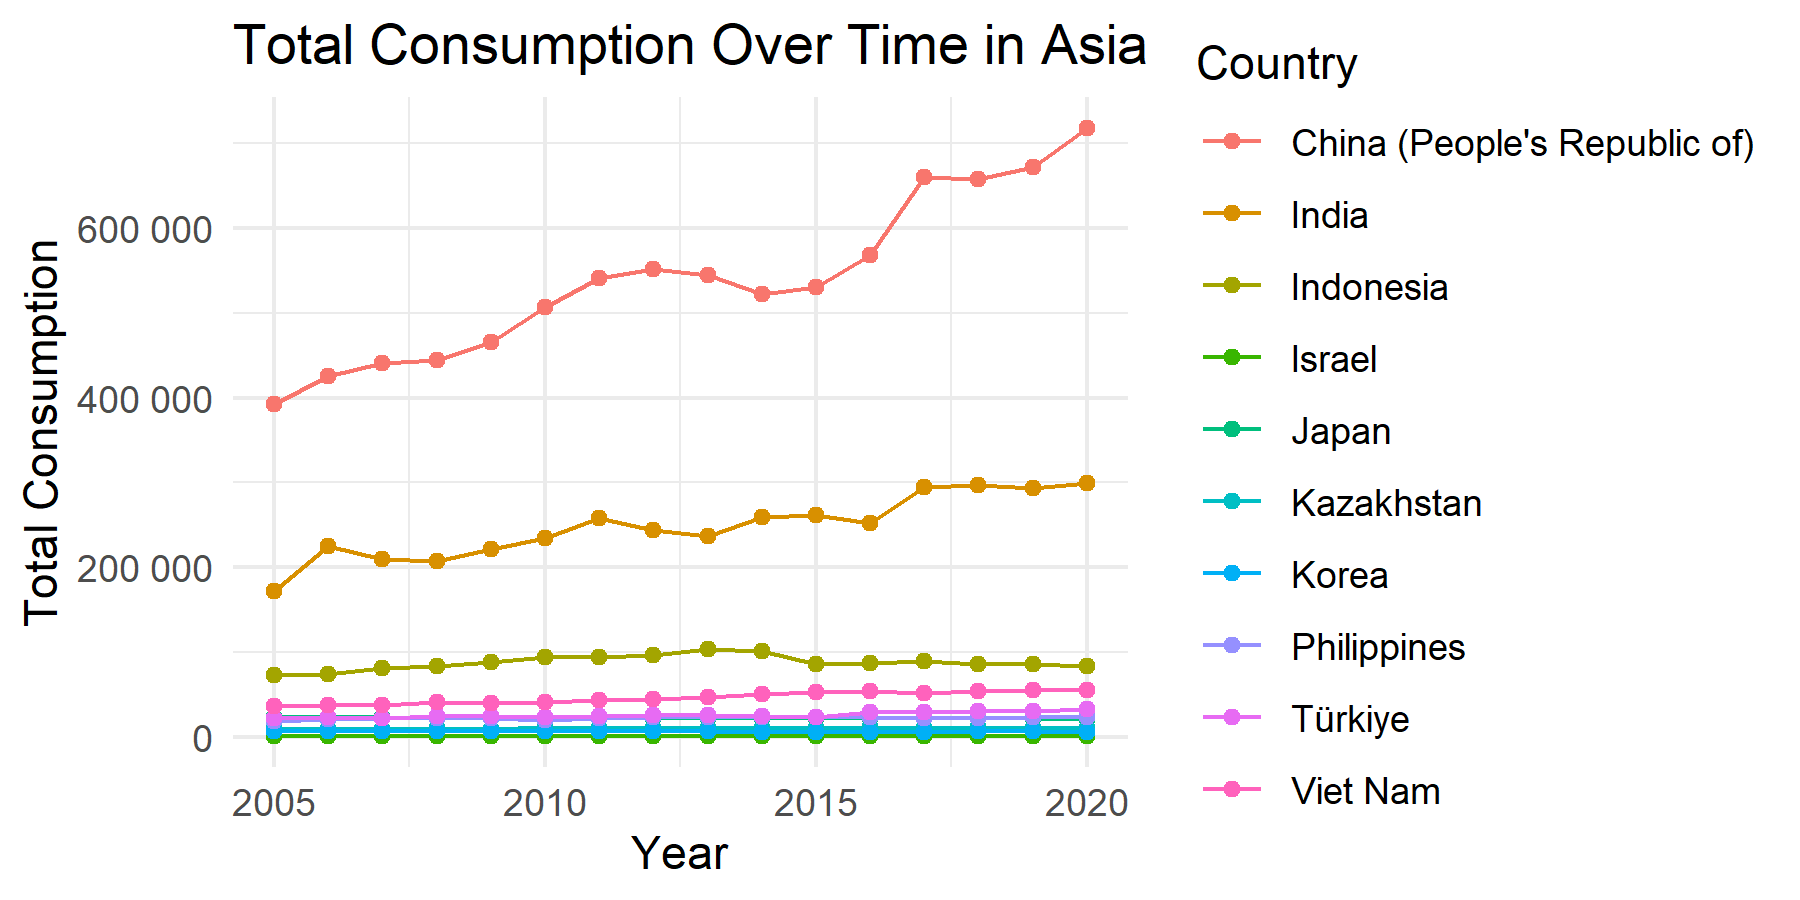 Total Consumption Over Time in Asia
Total Consumption
600 000
400 000
200 000
0
2005 2010 2015 2020
Year
Country
China (People's Republic of)
India
Indonesia
Israel
Japan
Kazakhstan
Korea
Philippines
Türkiye
Viet Nam